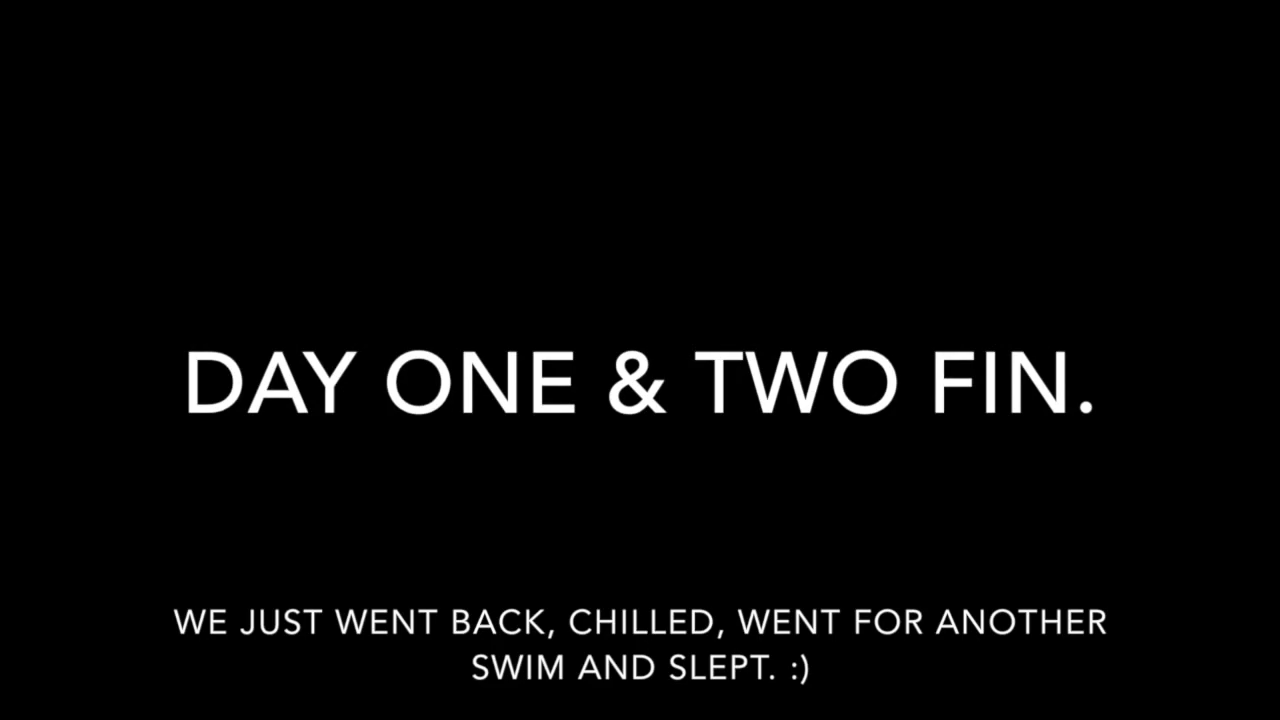 DAY ONE & TWO FIN.
WE JUST WENT BACK, CHILLED, WENT FOR ANOTHER
SWIM AND SLEPT. :)